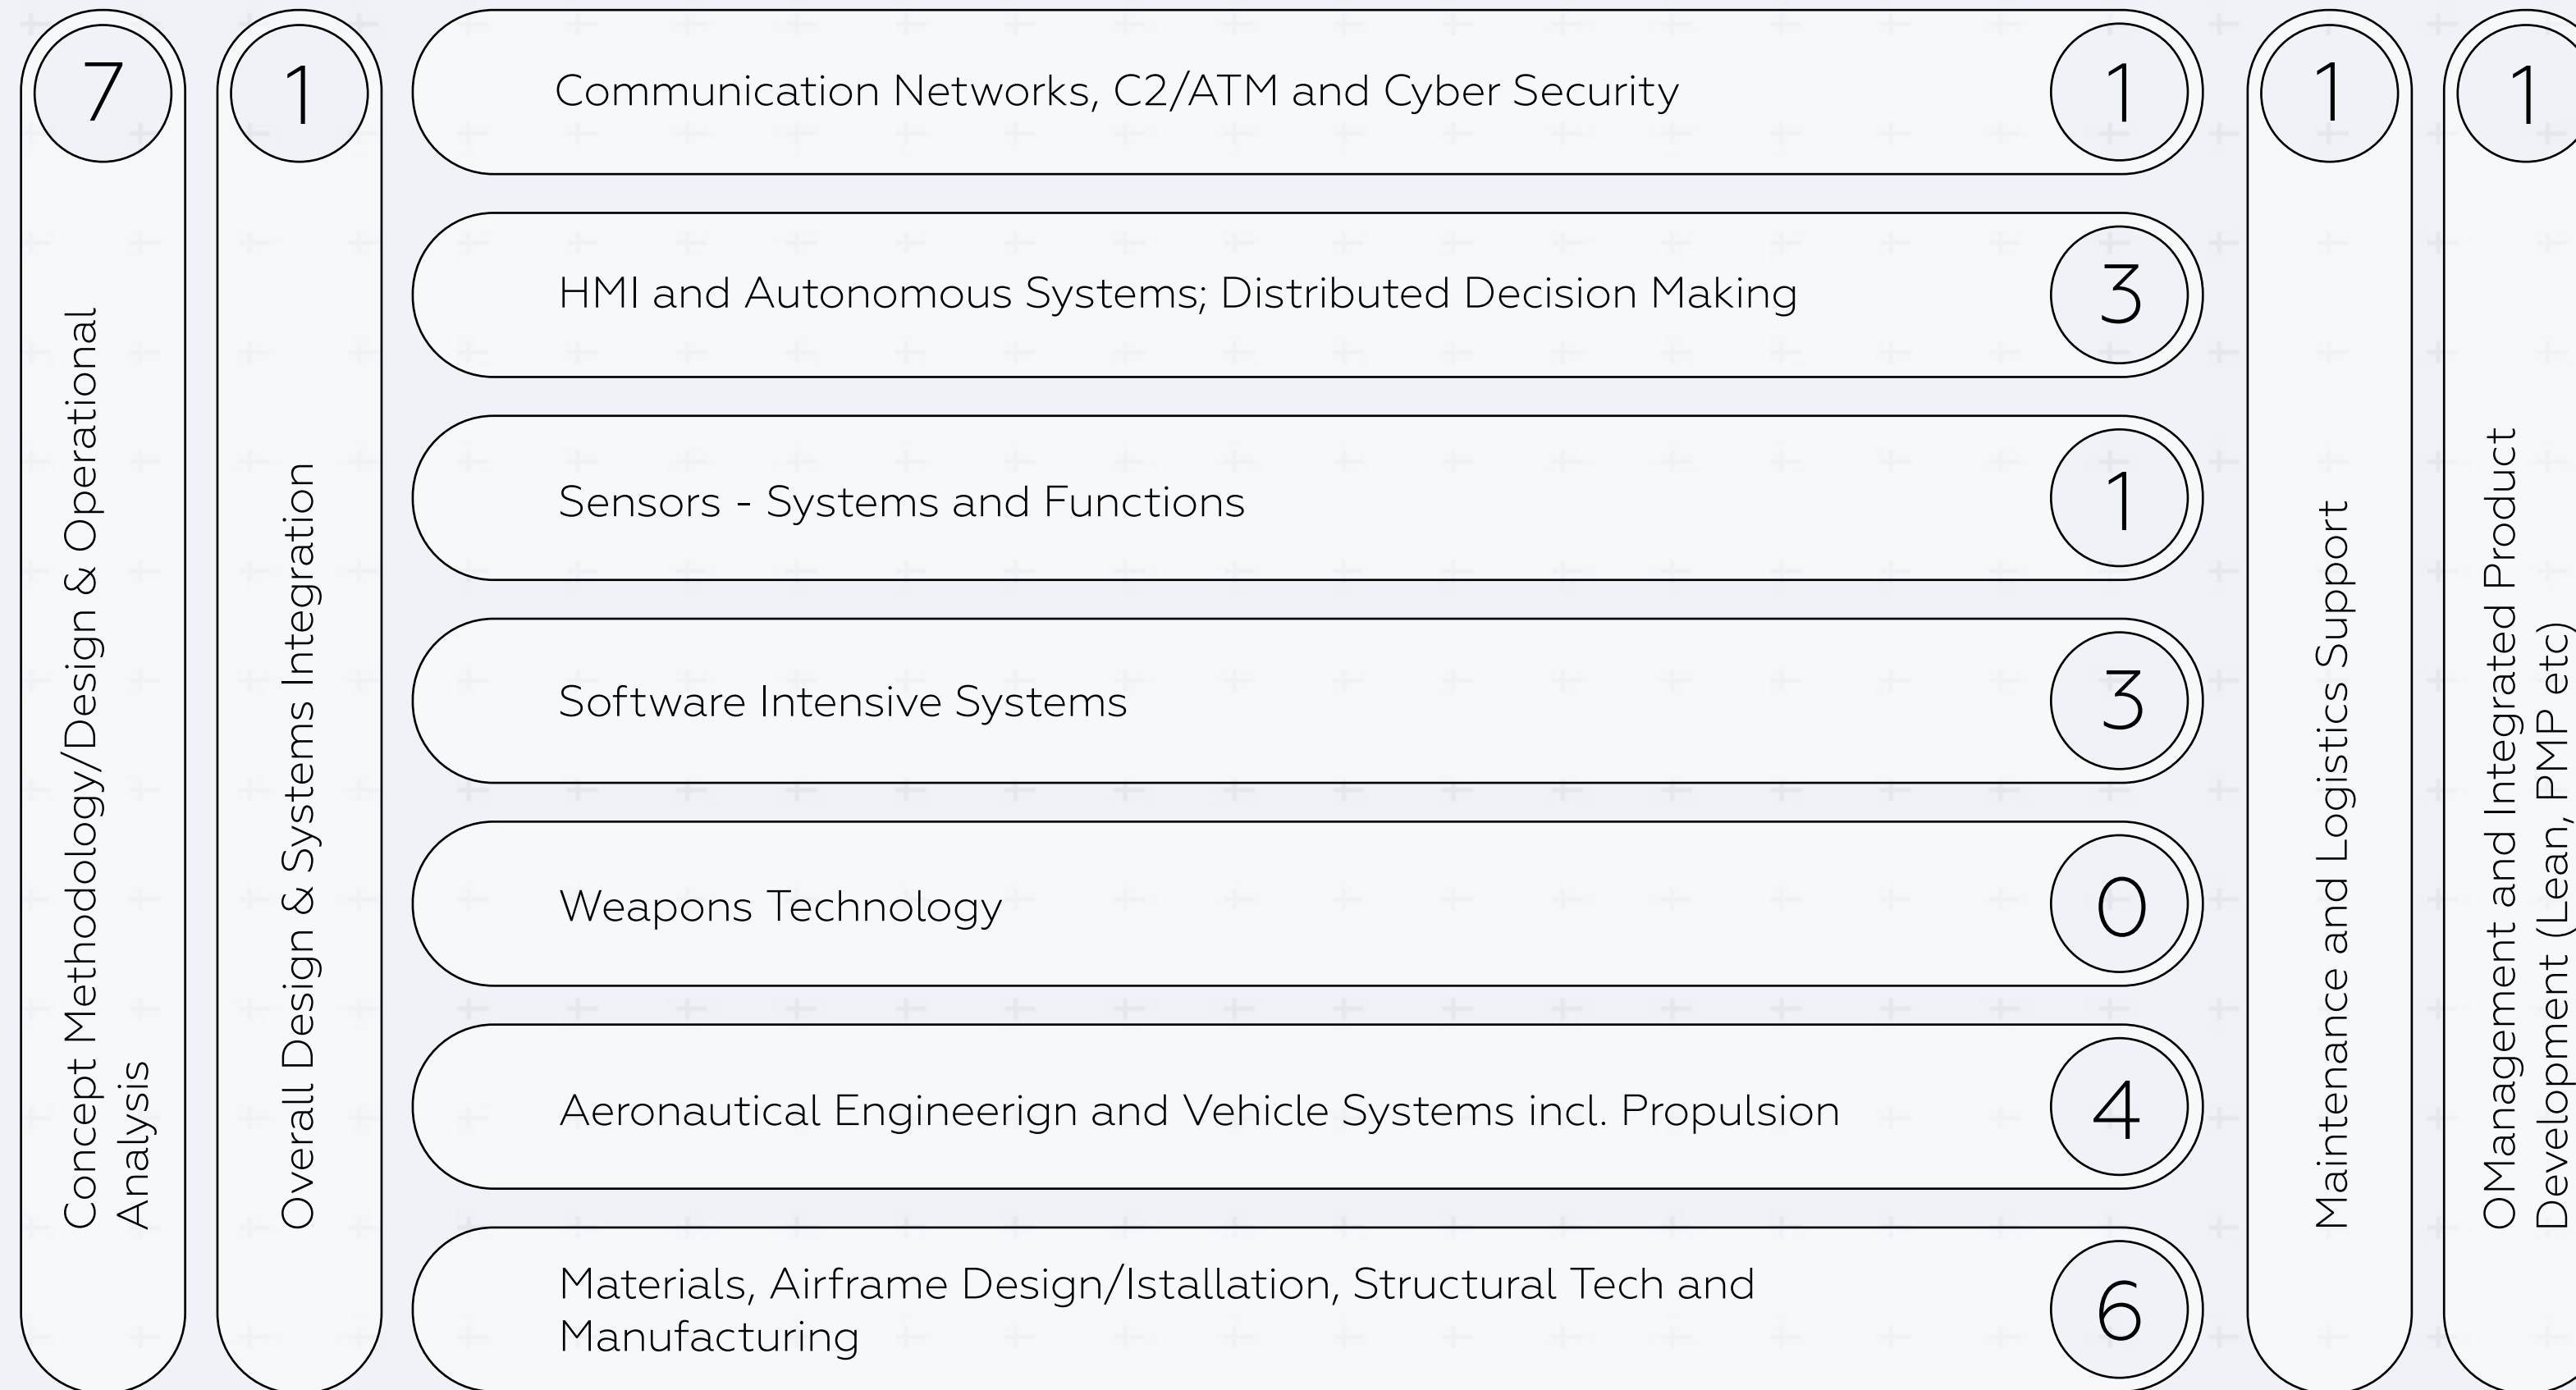 7
Concept Methodology/Design & Operational
Analysis
1
Overall Design & Systems Integration
Communication Networks, C2/ATM and Cyber Security
1
HMI and Autonomous Systems; Distributed Decision Making
3
Sensors - Systems and Functions
1
Software Intensive Systems
3
Weapons Technology
0
Aeronautical Engineerign and Vehicle Systems incl. Propulsion
4
Materials, Airframe Design/Istallation, Structural Tech and
Manufacturing
6
1
Maintenance and Logistics Support
1
OManagement and Integrated Product
Development (Lean, PMP etc)